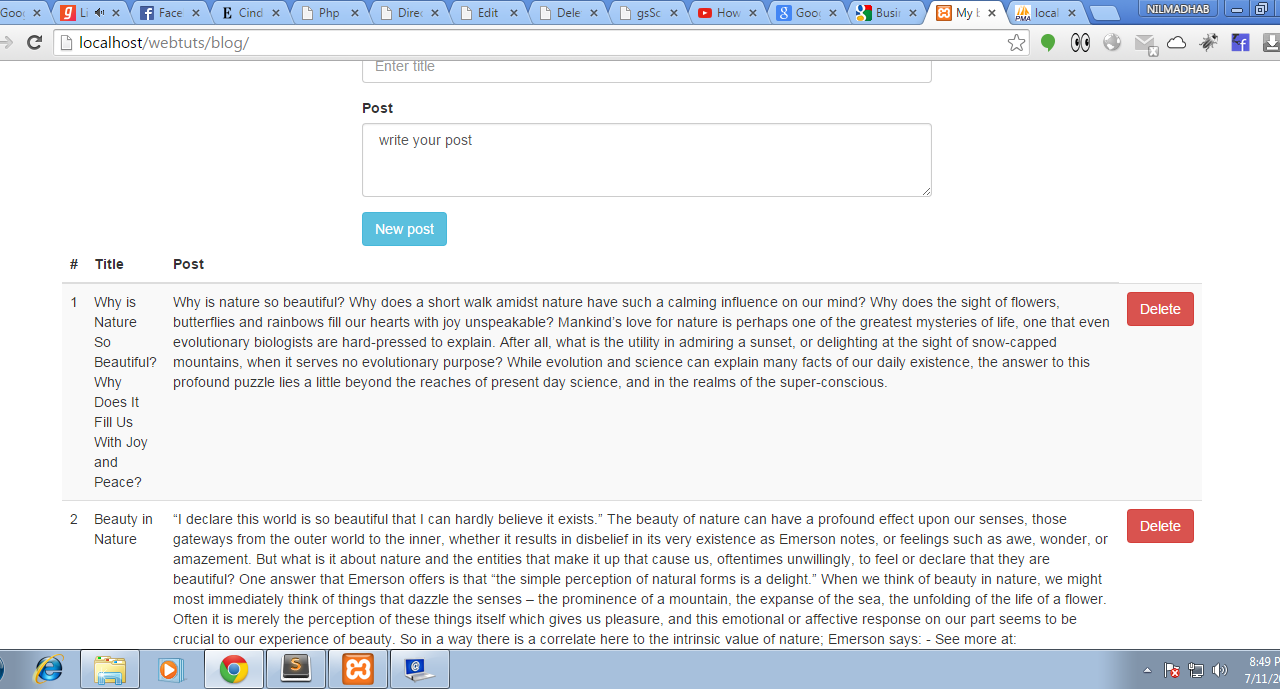 Goo
Li
Face
Cind
Php
Direc
Edit
Dele
gsSc
How
Goo
Busi
My b
local
NILMADHAB
localhost/webtuts/blog/
Enter title
Post
write your post
New post
# Title Post
1 Why is Nature So Beautiful? Why Does It Fill Us With Joy and Peace?
Why is nature so beautiful? Why does a short walk amidst nature have such a calming influence on our mind? Why does the sight of flowers,
butterflies and rainbows fill our hearts with joy unspeakable? Mankind’s love for nature is perhaps one of the greatest mysteries of life, one that even
evolutionary biologists are hard-pressed to explain. After all, what is the utility in admiring a sunset, or delighting at the sight of snow-capped
mountains, when it serves no evolutionary purpose? While evolution and science can explain many facts of our daily existence, the answer to this
profound puzzle lies a little beyond the reaches of present day science, and in the realms of the super-conscious.
Delete
2 Beauty in Nature
“I declare this world is so beautiful that I can hardly believe it exists.” The beauty of nature can have a profound effect upon our senses, those
gateways from the outer world to the inner, whether it results in disbelief in its very existence as Emerson notes, or feelings such as awe, wonder, or
amazement. But what is it about nature and the entities that make it up that cause us, oftentimes unwillingly, to feel or declare that they are
beautiful? One answer that Emerson offers is that “the simple perception of natural forms is a delight.” When we think of beauty in nature, we might
most immediately think of things that dazzle the senses – the prominence of a mountain, the expanse of the sea, the unfolding of the life of a flower.
Often it is merely the perception of these things itself which gives us pleasure, and this emotional or affective response on our part seems to be
crucial to our experience of beauty. So in a way there is a correlate here to the intrinsic value of nature; Emerson says: - See more at:
Delete
8:49 P
7/11/2